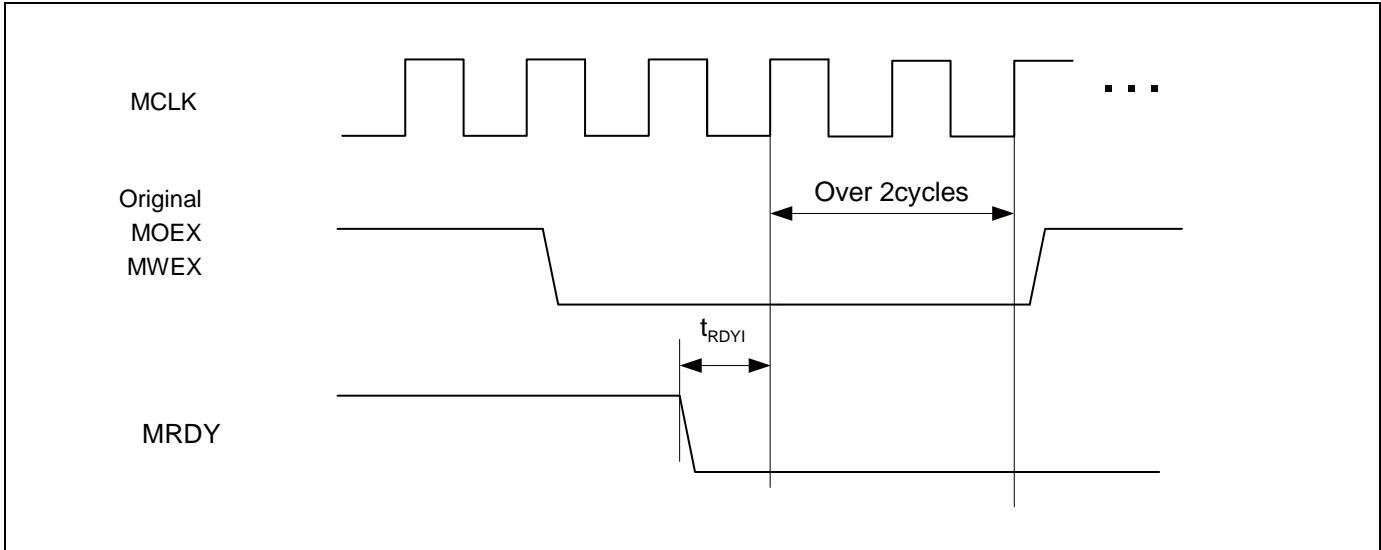 MCLK
Original
MOEX
MWEX
Over 2cycles
tRDYI
MRDY